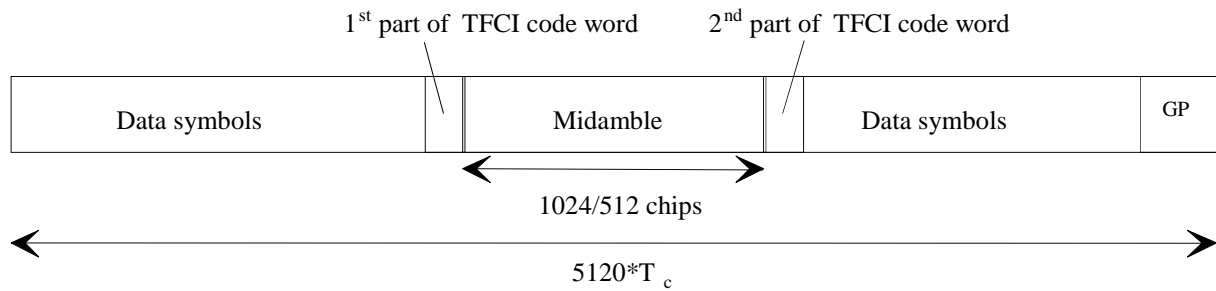 1st part of TFCI code word
2nd part of TFCI code word
Data symbols
Midamble
Data symbols
GP
1024/512 chips
5120*Tc